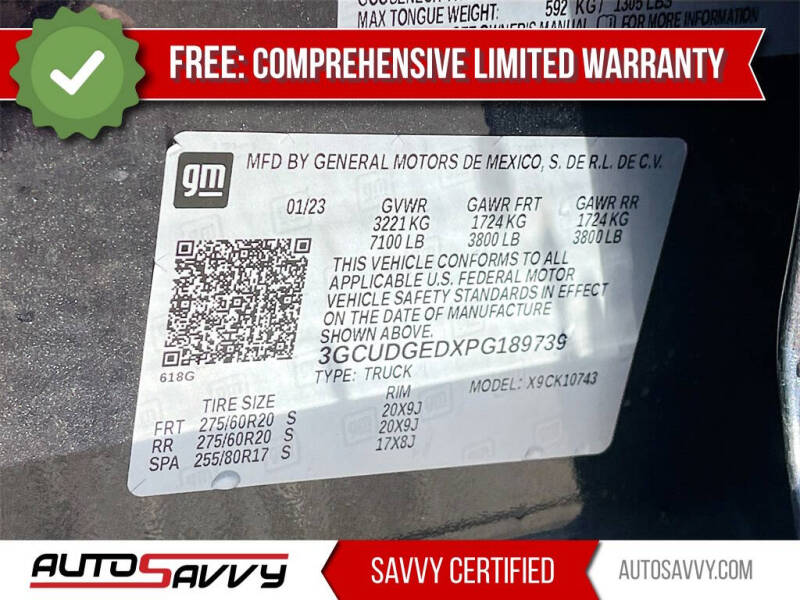 MAX TONGUE WEIGHT: 592 KG / 1305 LBS
FOR MORE INFORMATION
FREE: COMPREHENSIVE LIMITED WARRANTY
gm
MFD BY GENERAL MOTORS DE MEXICO, S. DE R.L. DE C.V.
01/23 GVWR GAWR FRT GAWR RR
3221 KG 1724 KG 1724 KG
7100 LB 3800 LB 3800 LB
THIS VEHICLE CONFORMS TO ALL
APPLICABLE U.S. FEDERAL MOTOR
VEHICLE SAFETY STANDARDS IN EFFECT
ON THE DATE OF MANUFACTURE
SHOWN ABOVE.
3GCUDGEDXPG189739
618G
TYPE: TRUCK MODEL: X9CK10743
TIRE SIZE RIM
FRT 275/60R20 S 20X9J
RR 275/60R20 S 20X9J
SPA 255/80R17 S 17X8J
AUTOSAVVY
SAVVY CERTIFIED
AUTOSAVVY.COM